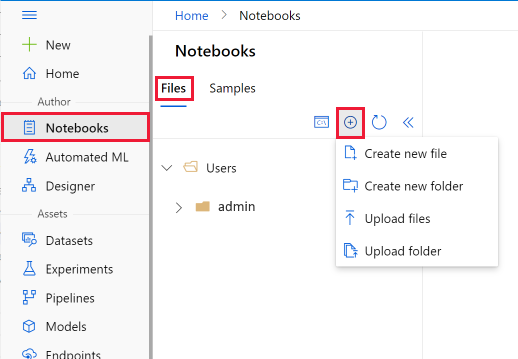 New
Home
Author
Notebooks
Automated ML
Designer
Assets
Datasets
Experiments
Pipelines
Models
Endpoints
Home > Notebooks
Notebooks
Files Samples
Users
admin
Create new file
Create new folder
Upload files
Upload folder